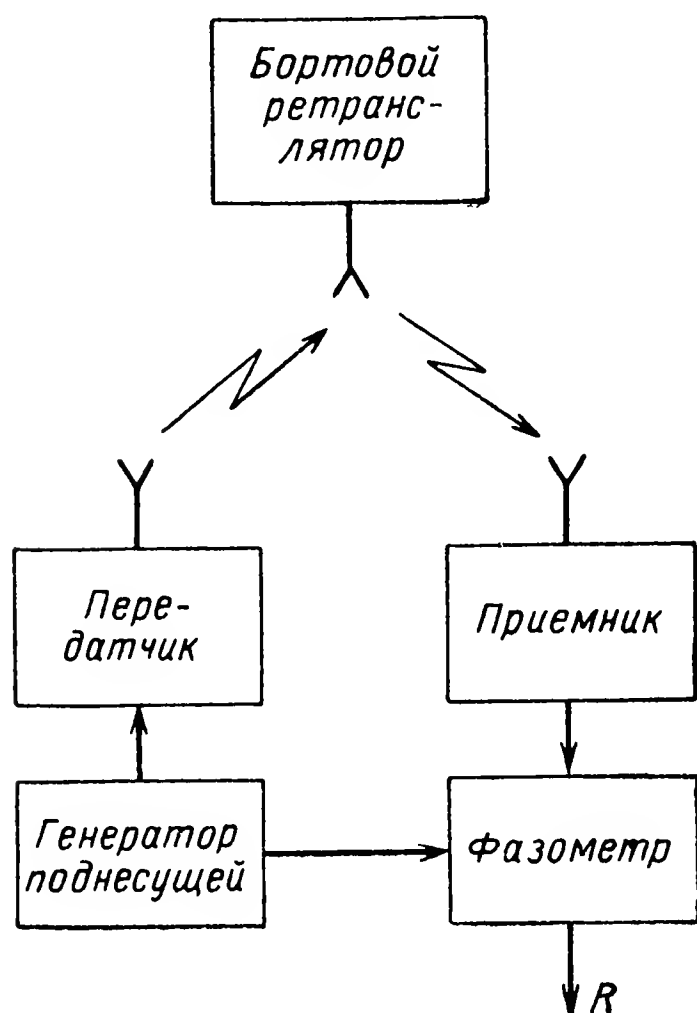 Бортовой
ретранс-
лятор
Пере-
датчик
Приемник
Генератор
поднесущей
Фазометр
R